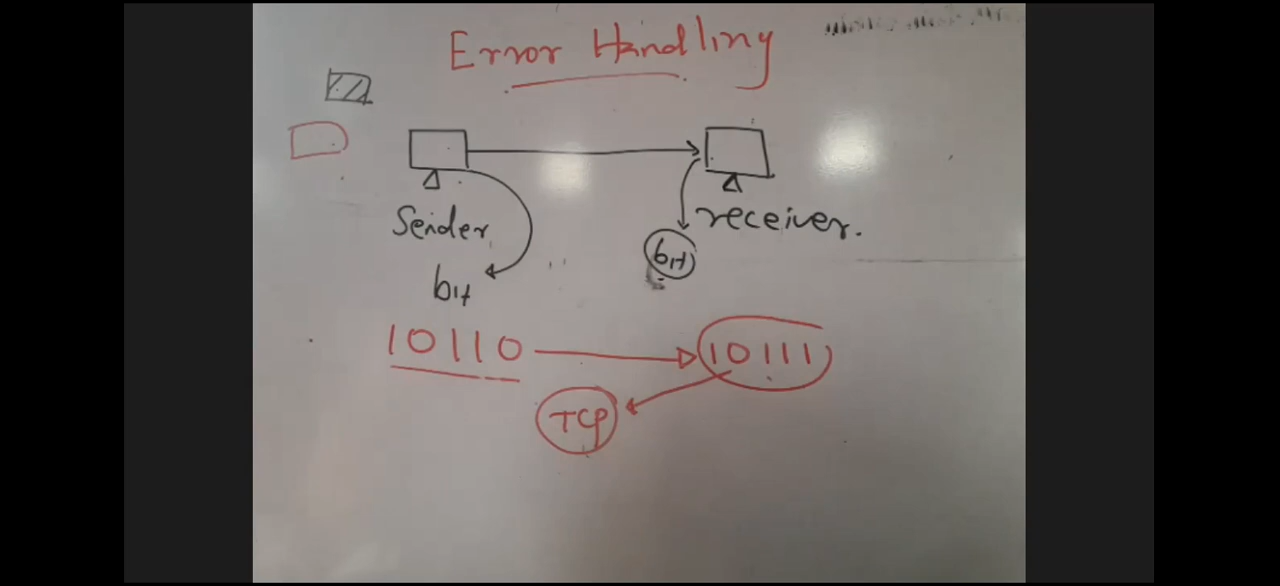 Error Handling
Sender
receiver.
bit
bit
10110
10111
TCP